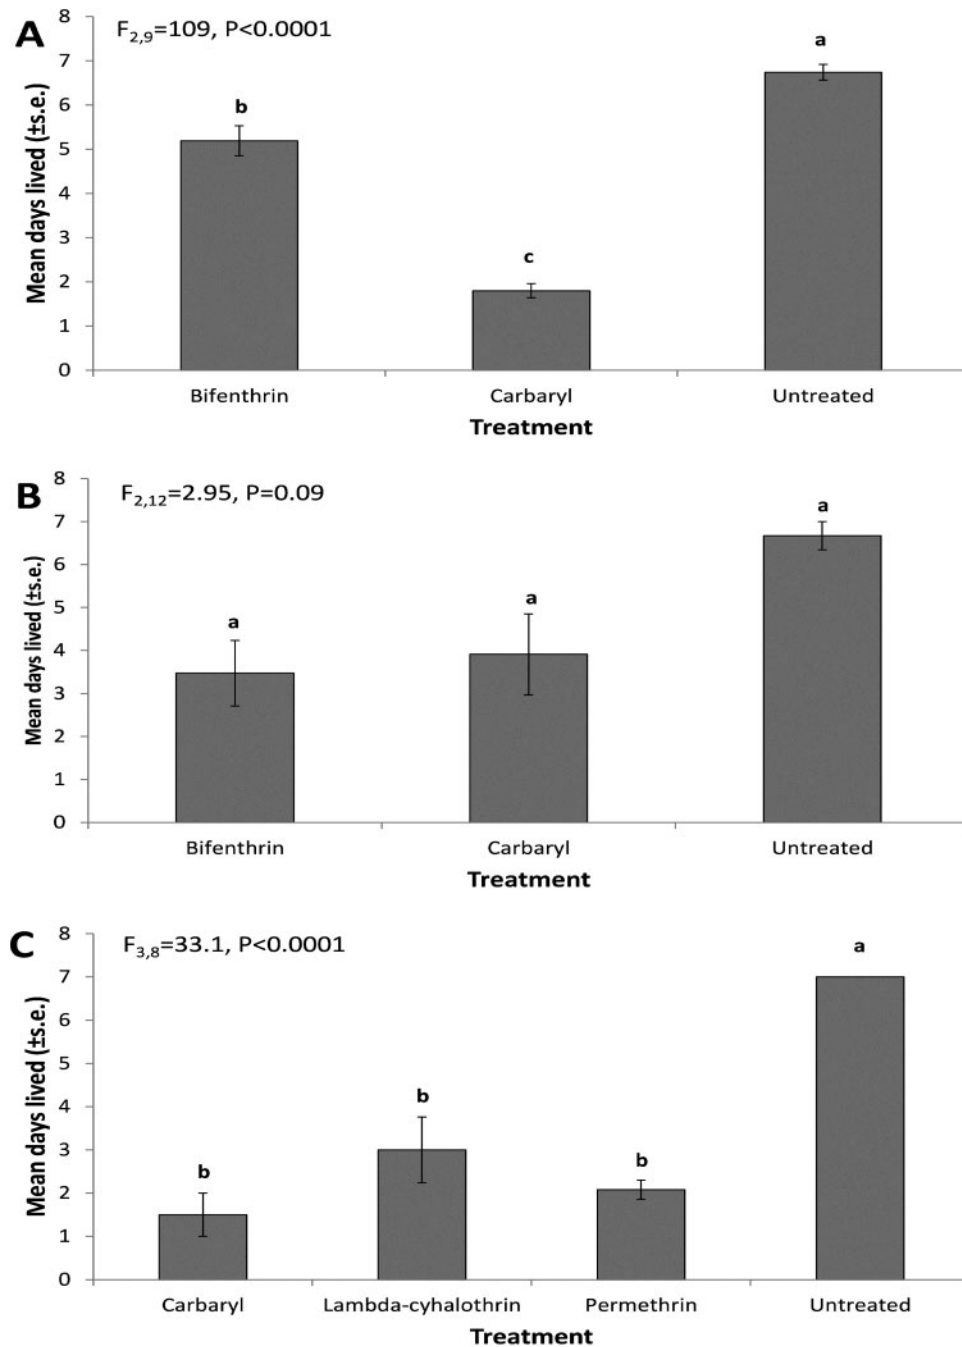 A
F2,9=109, P<0.0001
Mean days lived (±s.e.)
8
7
6
5
4
3
2
1
0
b
c
a
Bifenthrin
Carbaryl
Untreated
Treatment
B
F2,12=2.95, P=0.09
Mean days lived (±s.e.)
8
7
6
5
4
3
2
1
0
a
a
a
Bifenthrin
Carbaryl
Untreated
Treatment
C
F3,8=33.1, P<0.0001
Mean days lived (±s.e.)
8
7
6
5
4
3
2
1
0
b
b
b
a
Carbaryl
Lambda-cyhalothrin
Permethrin
Untreated
Treatment